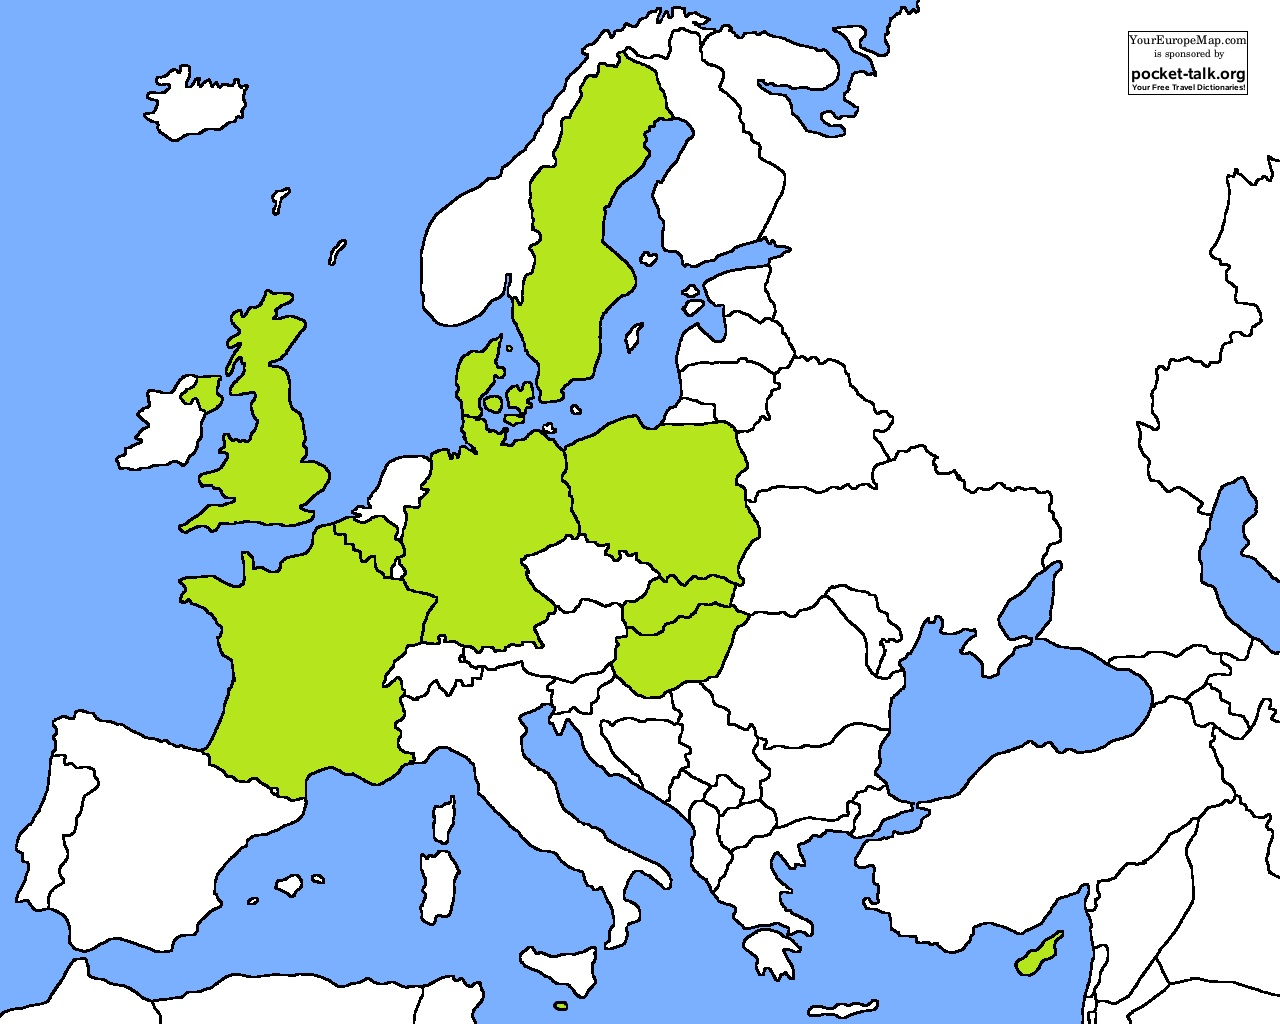 YourEuropeMap.com
is sponsored by
pocket-talk.org
Your Free Travel Dictionaries!